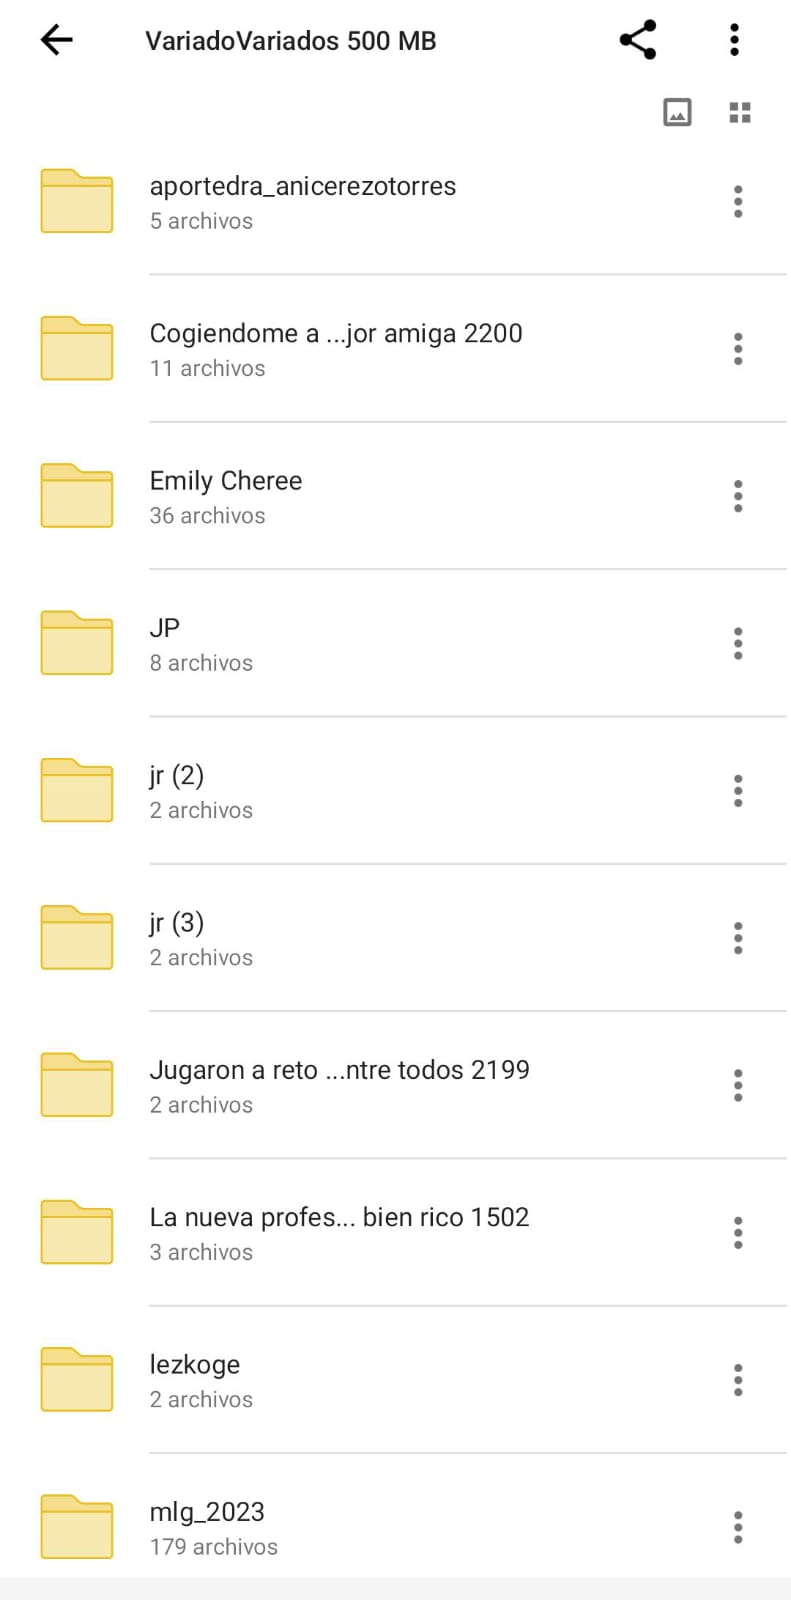 VariadoVariados 500 MB
aportedra_anicerezotorres
5 archivos
Cogiendome a ...jor amiga 2200
11 archivos
Emily Cheree
36 archivos
JP
8 archivos
jr (2)
2 archivos
jr (3)
2 archivos
Jugaron a reto ...ntre todos 2199
2 archivos
La nueva profes... bien rico 1502
3 archivos
lezkoge
2 archivos
mlg_2023
179 archivos